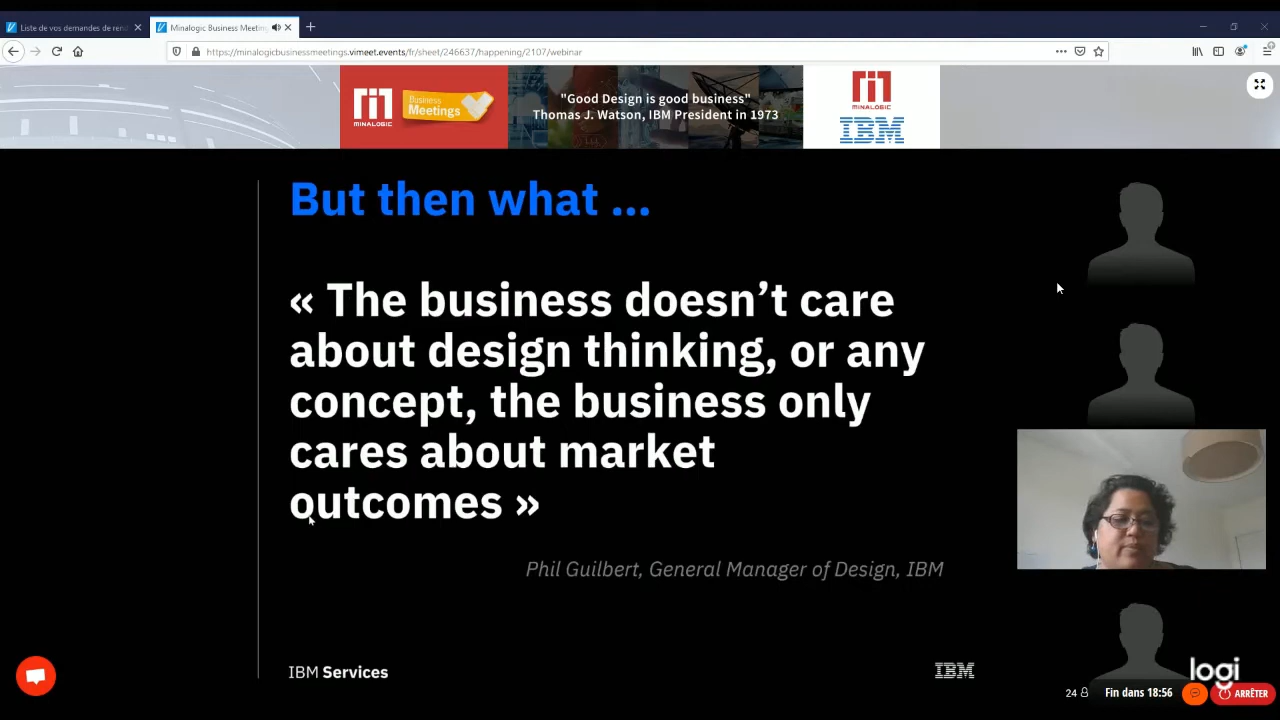 Liste de vos demandes de rend
Minalogic Business Meeting
https://minalogicbusinessmeetings.vimeet.events/fr/sheet/246637/happening/2107/webinar
MINALOGIC
Business
Meetings
"Good Design is good business"
Thomas J. Watson, IBM President in 1973
MINALOGIC
IBM
But then what ...
« The business doesn’t care
about design thinking, or any
concept, the business only
cares about market
outcomes »
Phil Guilbert, General Manager of Design, IBM
IBM Services
IBM
logi
24
Fin dans 18:56
ARRÊTER